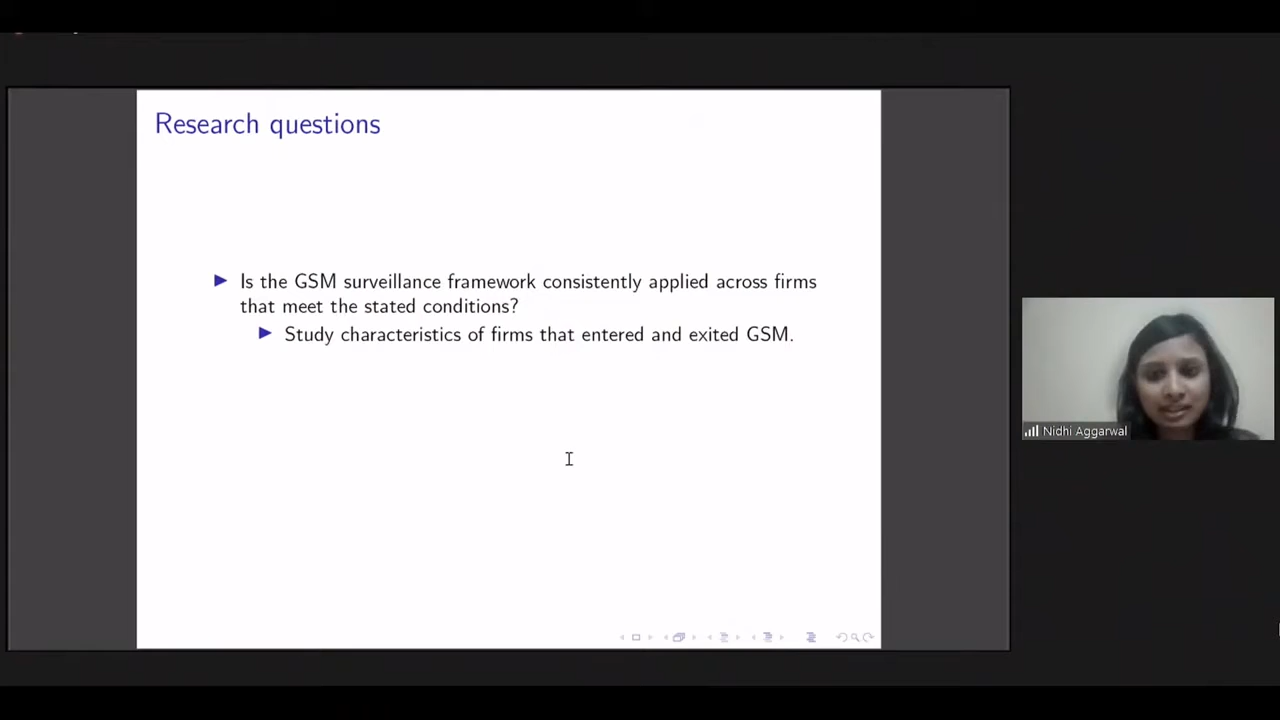 Research questions
Is the GSM surveillance framework consistently applied across firms
that meet the stated conditions?
Study characteristics of firms that entered and exited GSM.
Nidhi Aggarwal